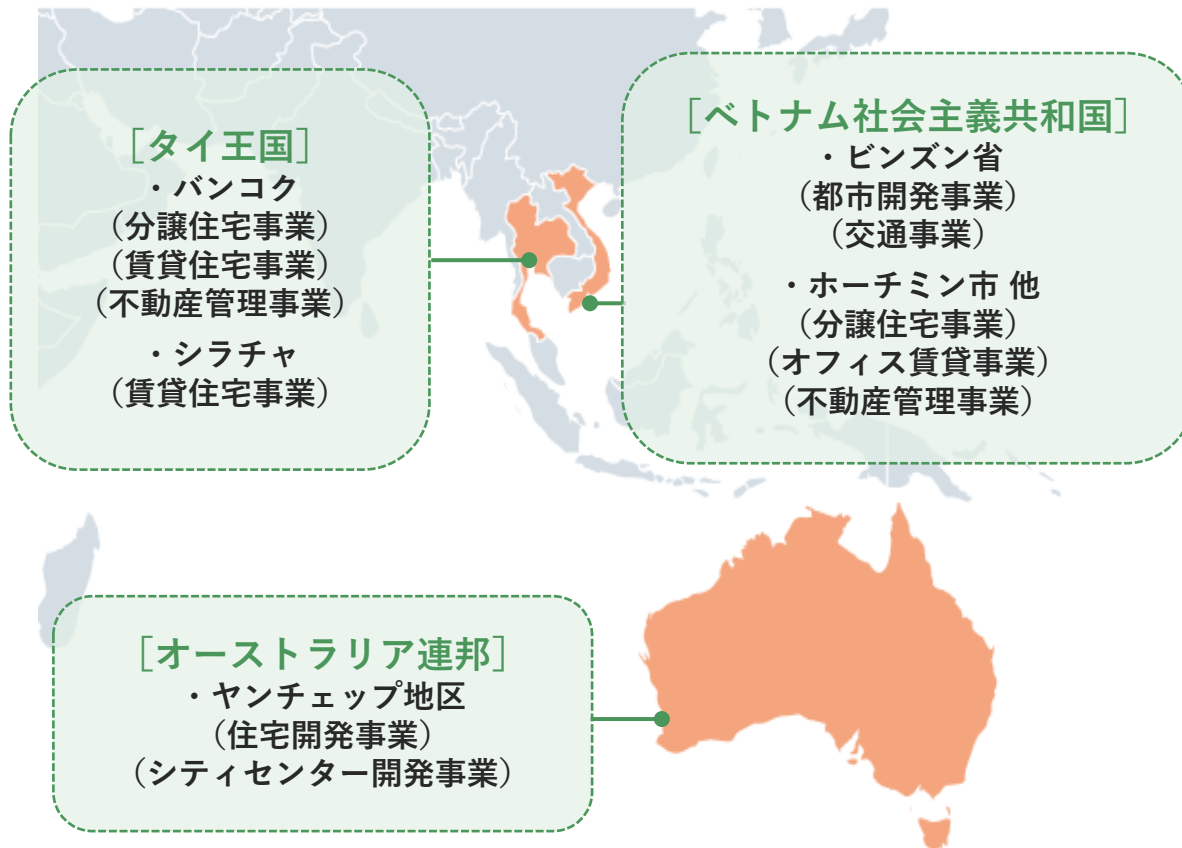 ［タイ王国］
・バンコク
（分譲住宅事業）
（賃貸住宅事業）
（不動産管理事業）
・シラチャ
（賃貸住宅事業）
［ベトナム社会主義共和国］
・ビンズン省
（都市開発事業）
（交通事業）
・ホーチミン市 他
（分譲住宅事業）
（オフィス賃貸事業）
（不動産管理事業）
［オーストラリア連邦］
・ヤンチェップ地区
（住宅開発事業）
（シティセンター開発事業）